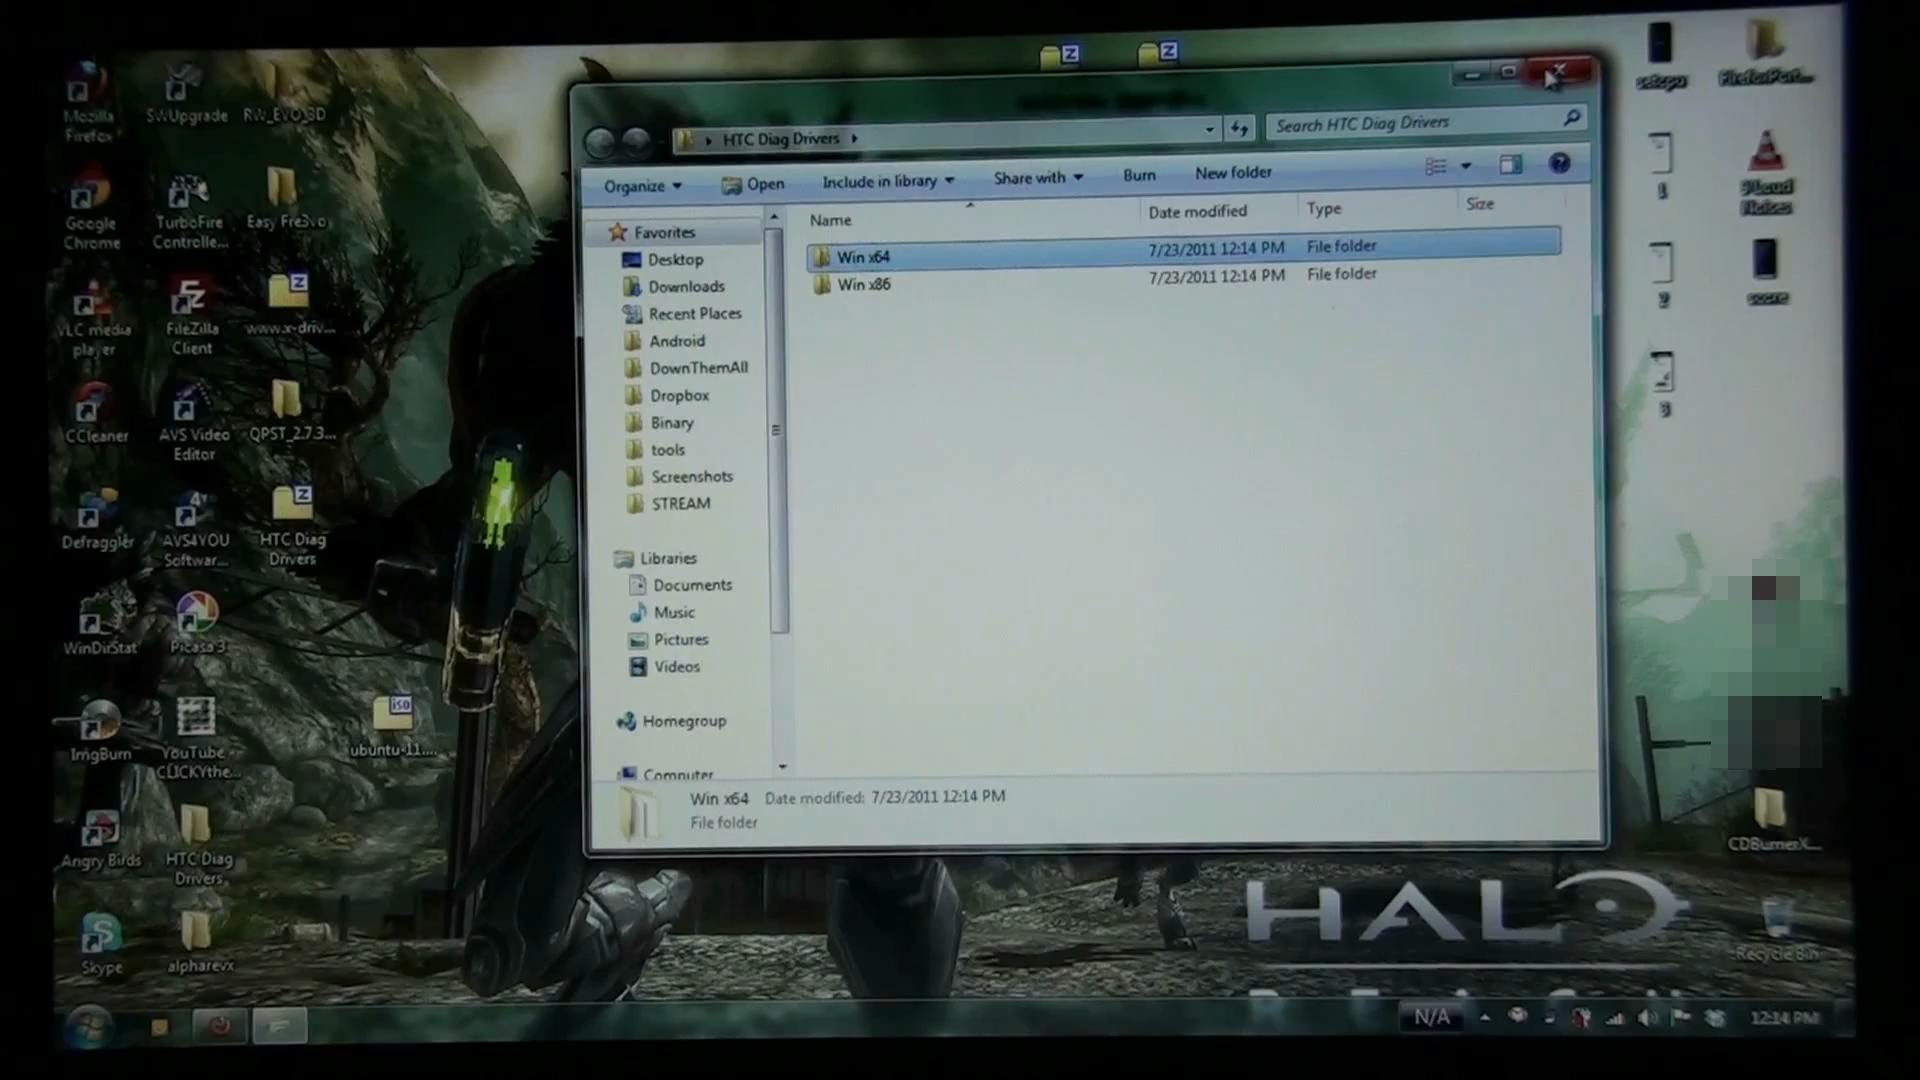 Mozilla
Firefox
SWUpgrade
RW_EVO_3D
Google
Chrome
TurboFire
Controlle...
Easy Fre3vo
VLC media
player
FileZilla
Client
www.x-driv...
CCleaner
AVS Video
Editor
QPST_2.7.3...
Defraggler
AVS4YOU
Softwar...
HTC Diag
Drivers
WinDirStat
Picasa 3
ImgBurn
YouTube -
CLICKYthe...
iso
ubuntu-11....
Angry Birds
HTC Diag
Drivers
Skype
alpharevx
Z
Z
HTC Diag Drivers
Search HTC Diag Drivers
Organize
Open
Include in library
Share with
Burn
New folder
Name
Date modified
Type
Size
Win x64
7/23/2011 12:14 PM
File folder
Win x86
7/23/2011 12:14 PM
File folder
Favorites
Desktop
Downloads
Recent Places
Android
DownThemAll
Dropbox
Binary
tools
Screenshots
STREAM
Libraries
Documents
Music
Pictures
Videos
Homegroup
Computer
Win x64
Date modified: 7/23/2011 12:14 PM
File folder
1
2
3
CDBurnerX...
Recycle Bin
HALO
N/A
12:14 PM